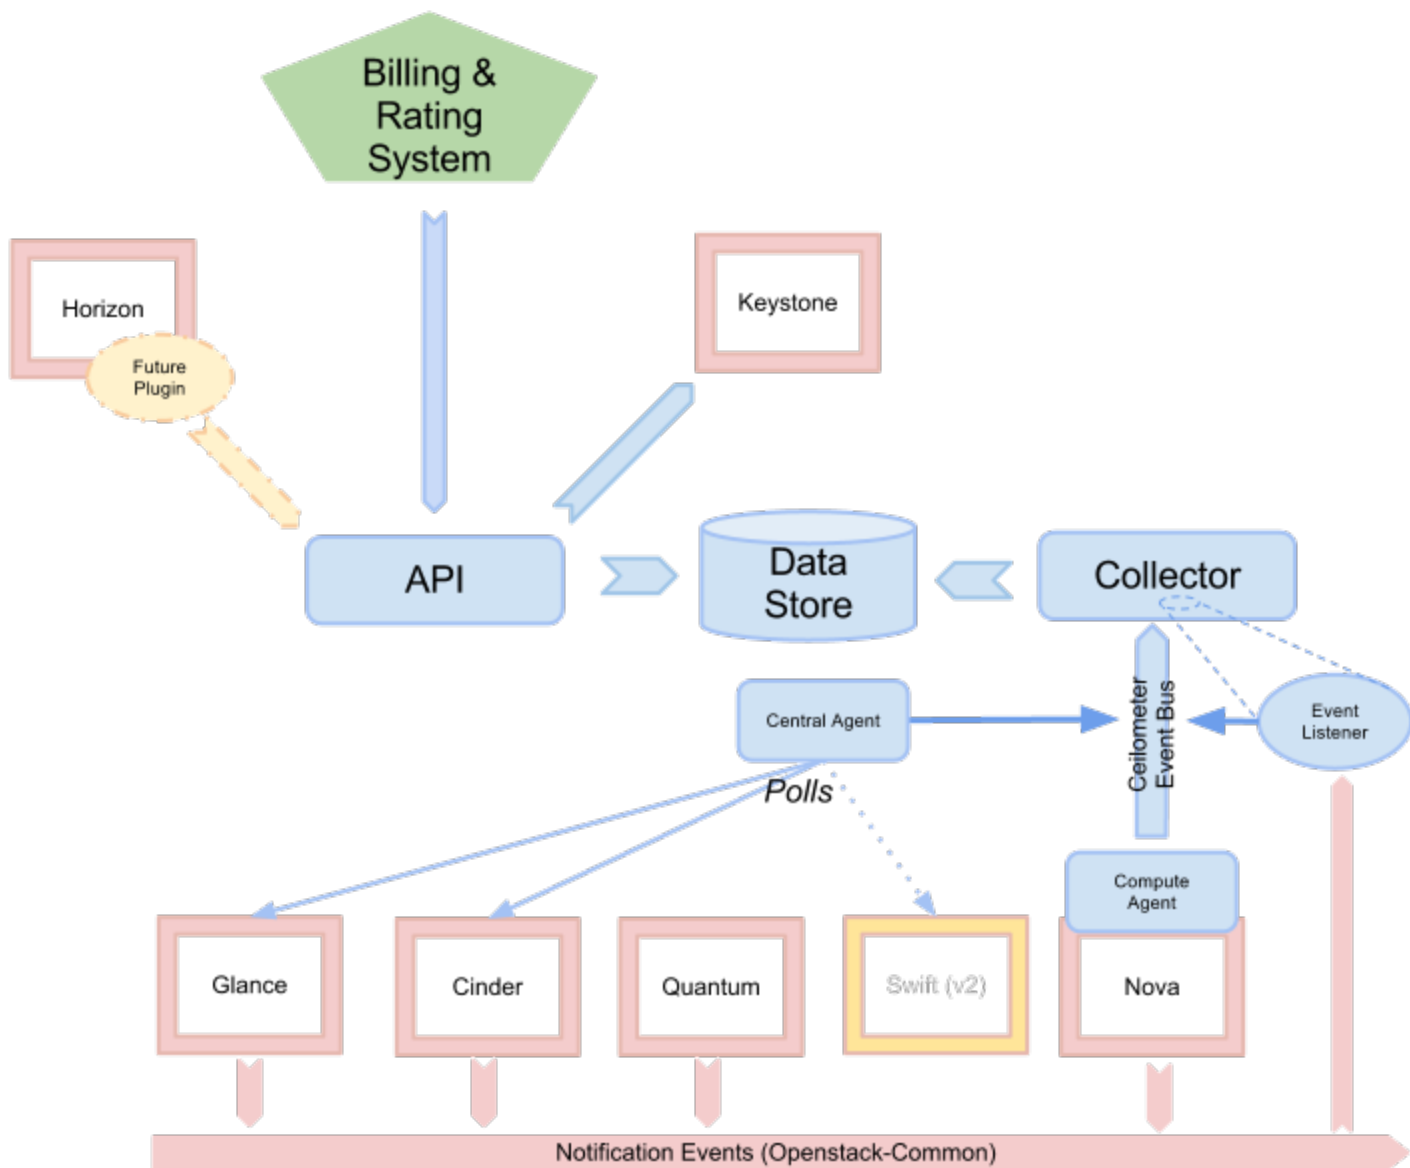 Billing &
Rating
System
Horizon
Keystone
Future
Plugin
API
Data
Store
Collector
Central Agent
Ceilometer
Event Bus
Event
Listener
Polls
Compute
Agent
Glance
Cinder
Quantum
Swift (v2)
Nova
Notification Events (Openstack-Common)